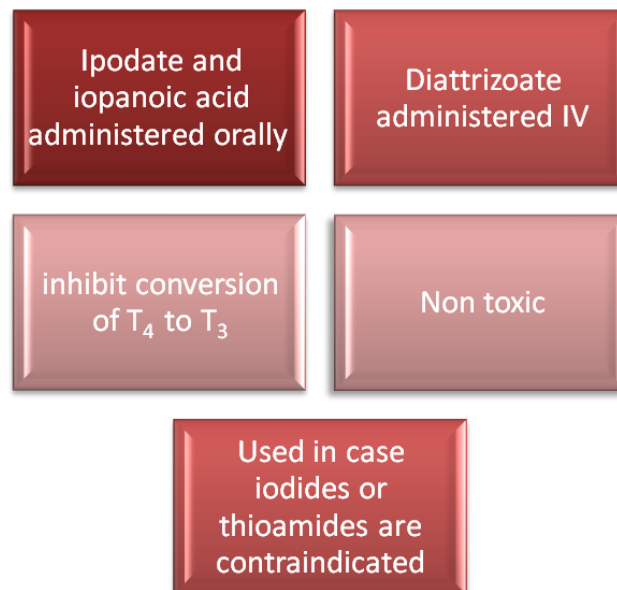 Ipodate and
iopanoic acid
administered orally
Diattrizoate
administered IV
inhibit conversion
of T₄ to T₃
Non toxic
Used in case
iodides or
thioamides are
contraindicated